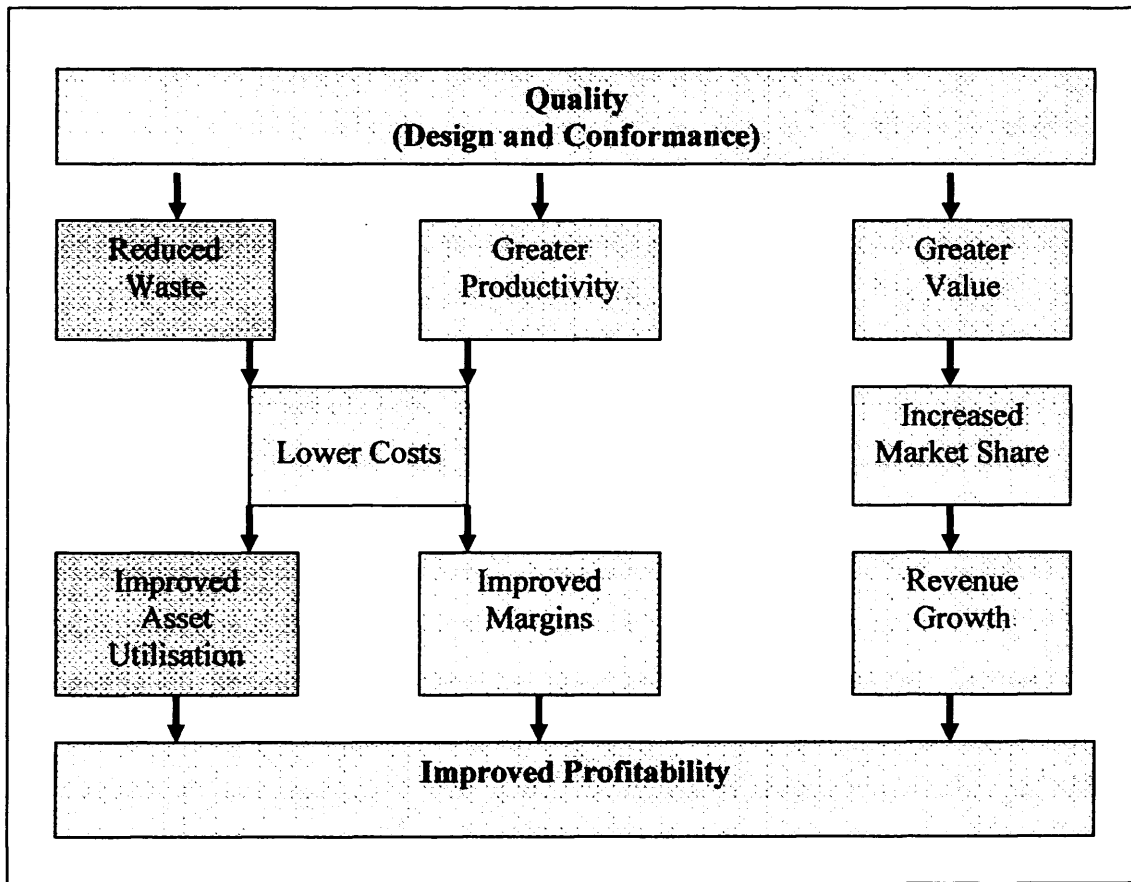 Quality
(Design and Conformance)
Reduced
Waste
Greater
Productivity
Greater
Value
Lower Costs
Increased
Market Share
Improved
Asset
Utilisation
Improved
Margins
Revenue
Growth
Improved Profitability